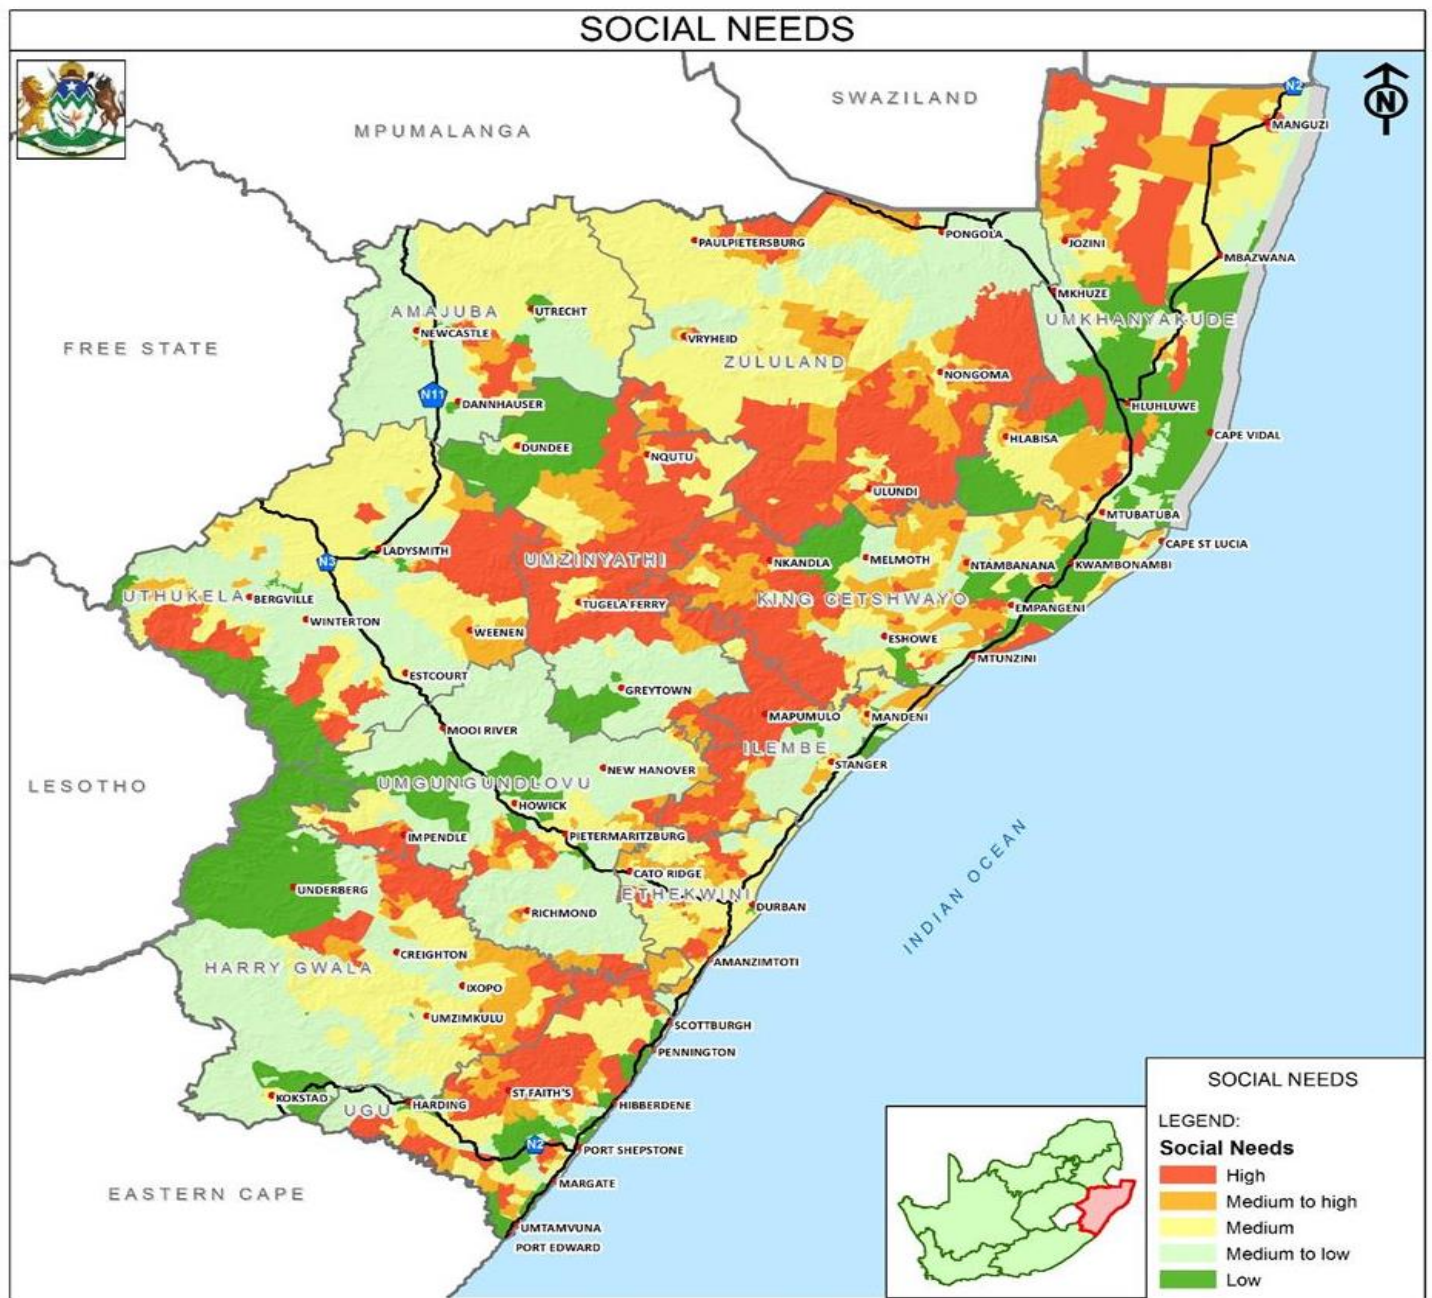 SOCIAL NEEDS
SWAZILAND
N
N2
MPUMALANGA
MANGUZI
PAULPIETERSBURG
PONGOLA
JOZINI
MBAZWANA
MKHUZE
AMAJUBA
UTRECHT
UMKHANYAKUDE
NEWCASTLE
VRYHEID
FREE STATE
ZULULAND
NONGOMA
N11
DANNHAUSER
HLUHLUWE
HLABISA
CAPE VIDAL
DUNDEE
NQUTU
ULUNDI
MTUBATUBA
CAPE ST LUCIA
LADYSMITH
N3
UMZINYATHI
NKANDLA
MELMOTH
NTAMBANANA
KWAMBONAMBI
UTHUKELA
BERGVILLE
TUGELA FERRY
KING CETSHWAYO
EMPANGENI
WINTERTON
WEENEN
ESHOWE
MTUNZINI
ESTCOURT
GREYTOWN
MAPUMULO
MANDENI
MOOI RIVER
ILEMBE
STANGER
NEW HANOVER
LESOTHO
UMGUNGUNDLOVU
HOWICK
IMPENDLE
PIETERMARITZBURG
CATO RIDGE
UNDERBERG
ETHEKWINI
DURBAN
RICHMOND
INDIAN OCEAN
CREIGHTON
AMANZIMTOTI
HARRY GWALA
IXOPO
UMZIMKULU
SCOTTBURGH
PENNINGTON
KOKSTAD
ST FAITH'S
UGU
HARDING
HIBBERDENE
N2
PORT SHEPSTONE
MARGATE
EASTERN CAPE
UMTAMVUNA
PORT EDWARD
SOCIAL NEEDS
LEGEND:
Social Needs
High
Medium to high
Medium
Medium to low
Low